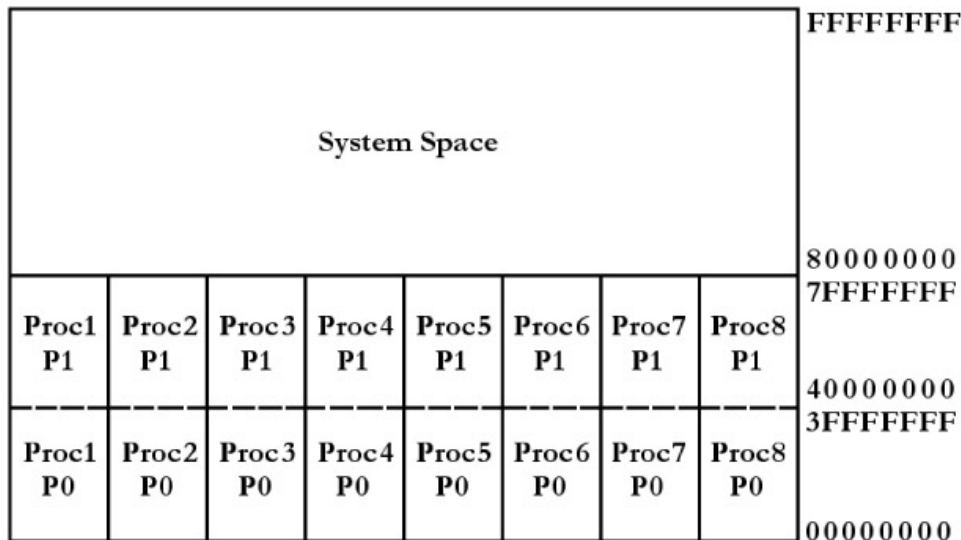 FFFFFFFF
System Space
80000000
7FFFFFFF
Proc1 Proc2 Proc3 Proc4 Proc5 Proc6 Proc7 Proc8
P1 P1 P1 P1 P1 P1 P1 P1
40000000
3FFFFFFF
Proc1 Proc2 Proc3 Proc4 Proc5 Proc6 Proc7 Proc8
P0 P0 P0 P0 P0 P0 P0 P0
00000000